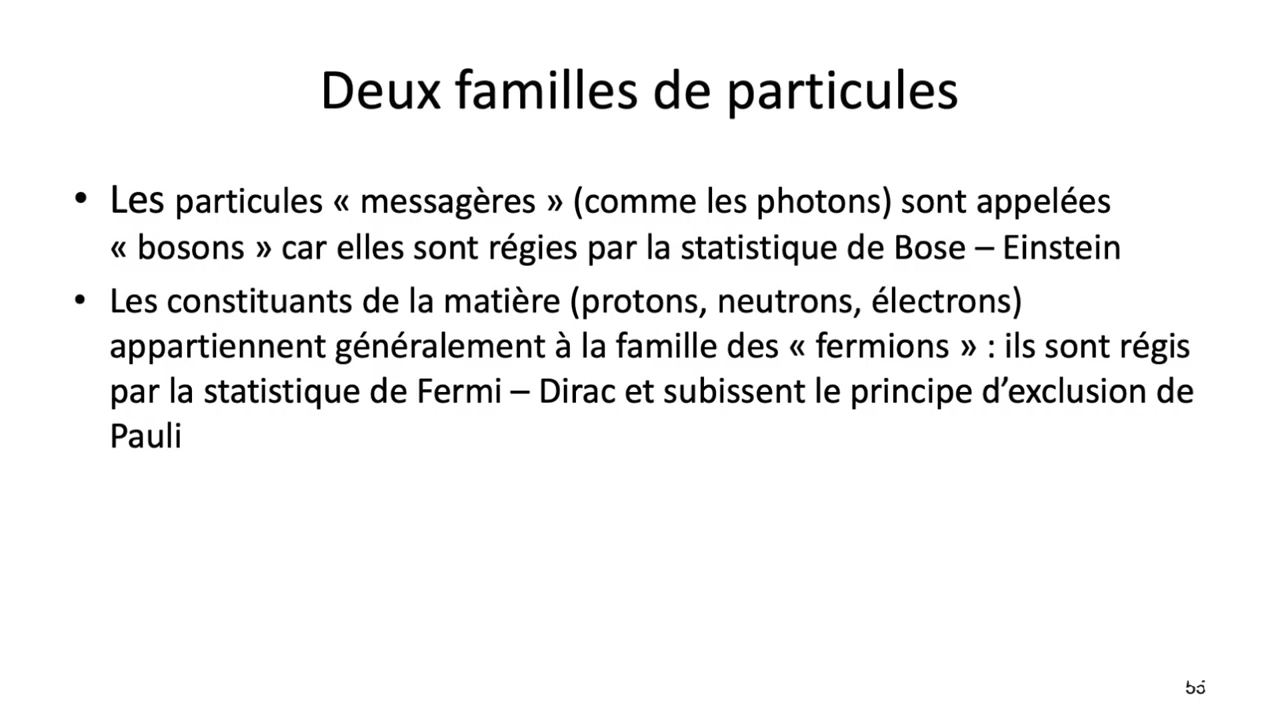 Deux familles de particules
• Les particules « messagères » (comme les photons) sont appelées
« bosons » car elles sont régies par la statistique de Bose – Einstein
• Les constituants de la matière (protons, neutrons, électrons)
appartiennent généralement à la famille des « fermions » : ils sont régis
par la statistique de Fermi – Dirac et subissent le principe d’exclusion de
Pauli